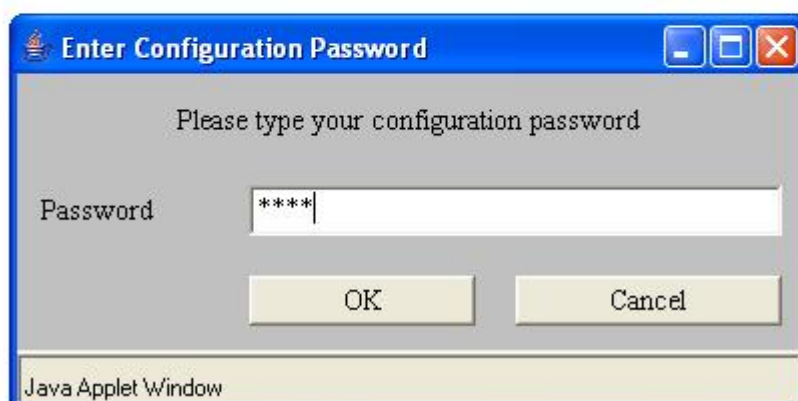 Enter Configuration Password
Please type your configuration password
Password ****
OK Cancel
Java Applet Window